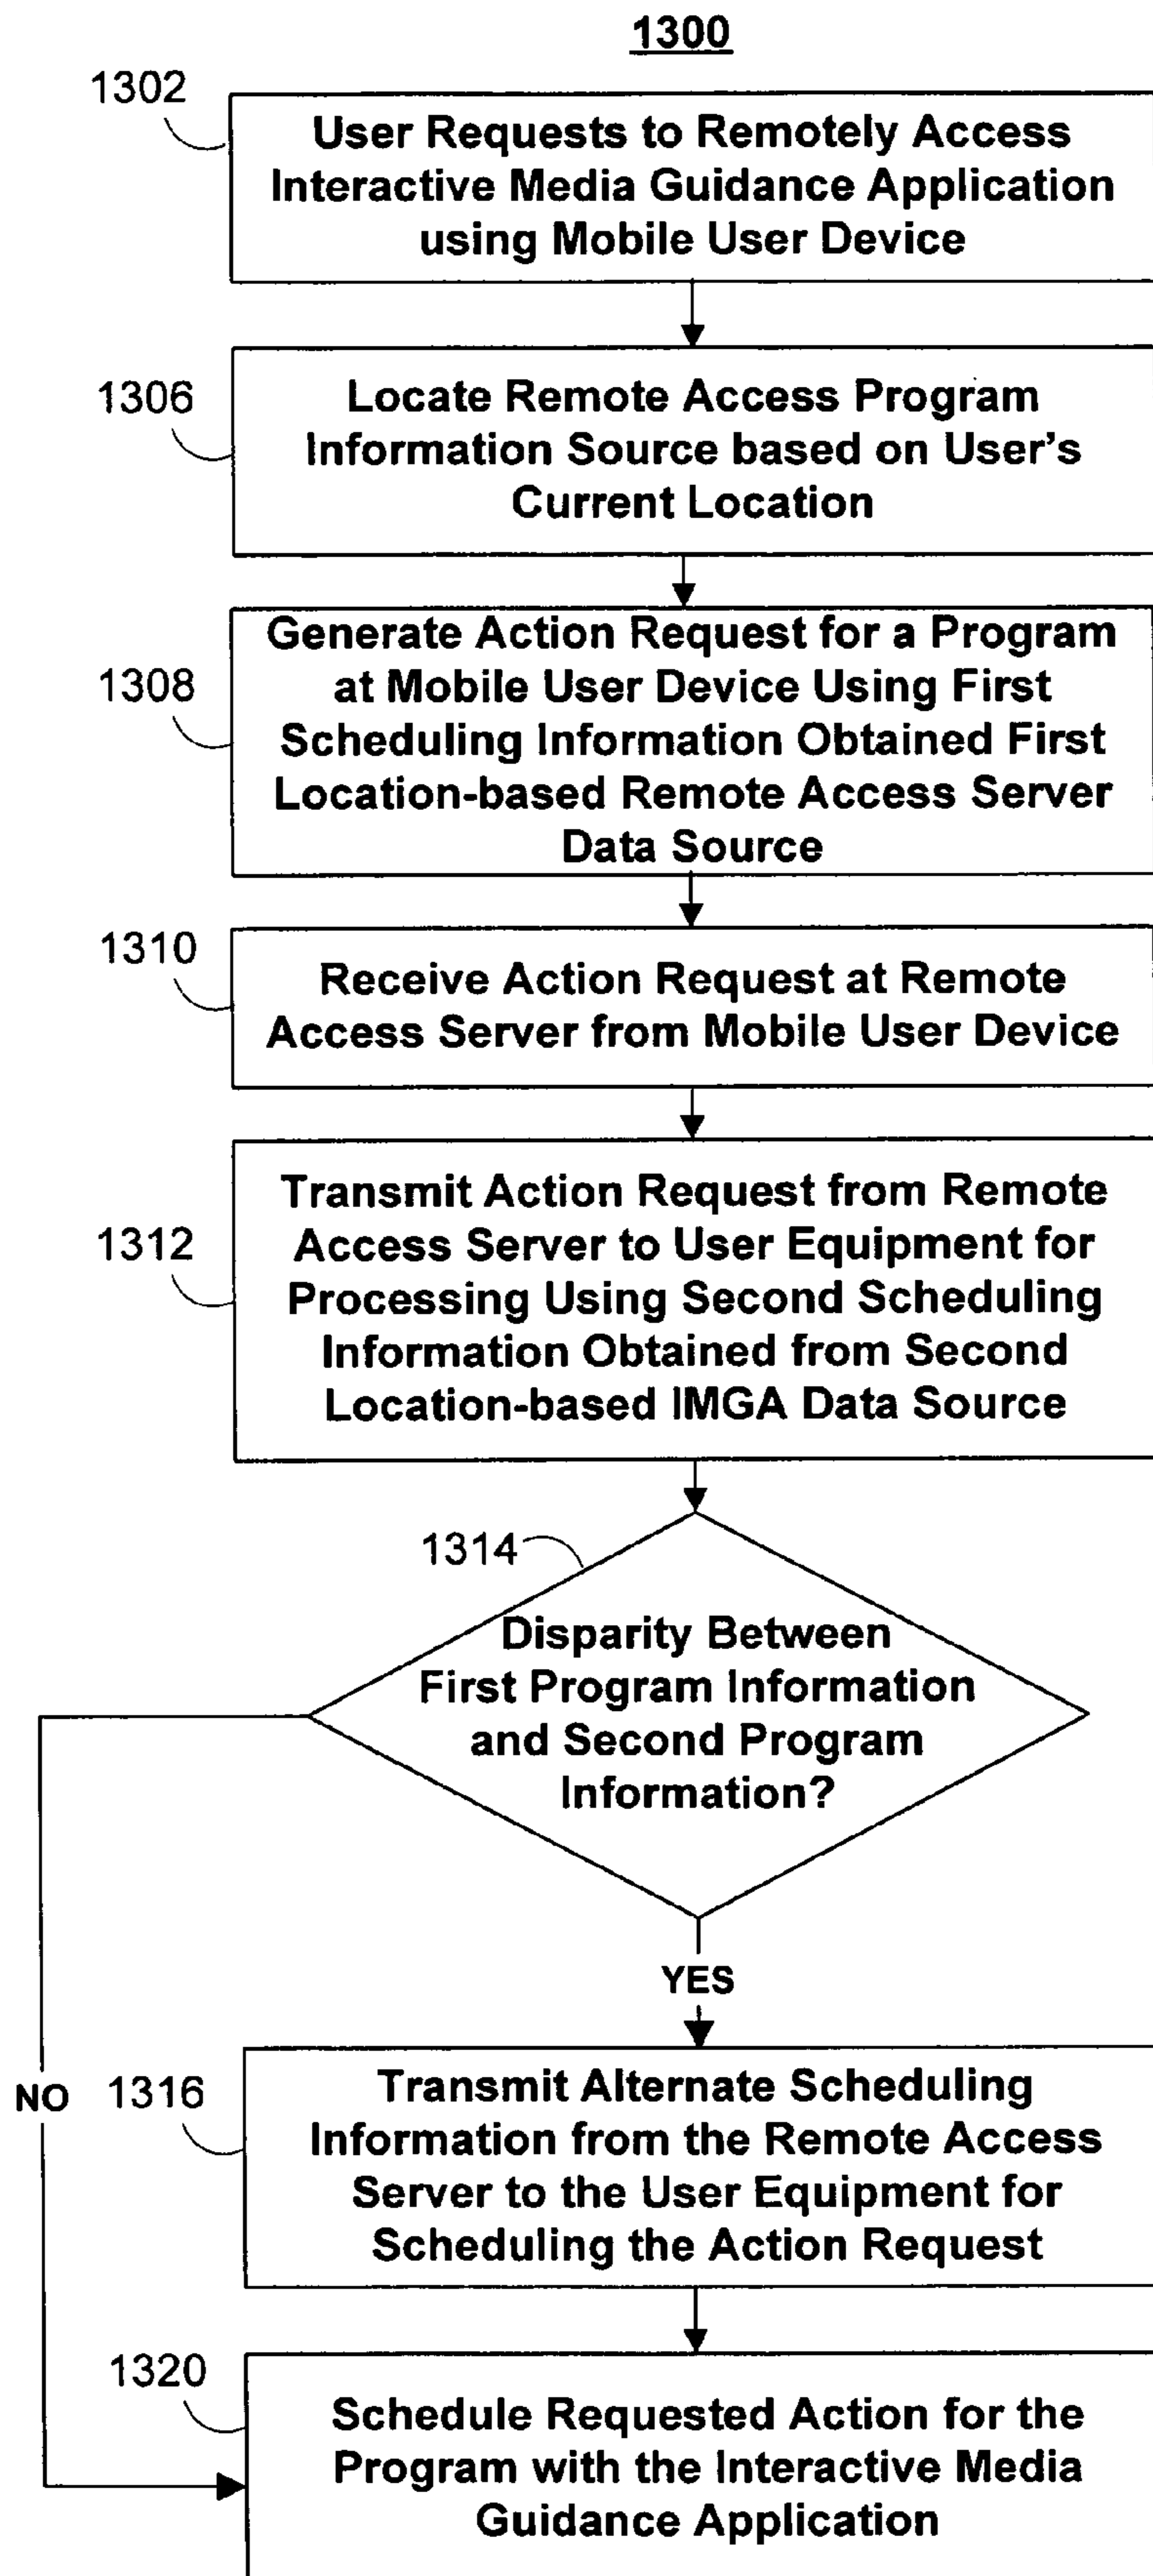 1300
1302
User Requests to Remotely Access
Interactive Media Guidance Application
using Mobile User Device
1306
Locate Remote Access Program
Information Source based on User's
Current Location
1308
Generate Action Request for a Program
at Mobile User Device Using First
Scheduling Information Obtained First
Location-based Remote Access Server
Data Source
1310
Receive Action Request at Remote
Access Server from Mobile User Device
1312
Transmit Action Request from Remote
Access Server to User Equipment for
Processing Using Second Scheduling
Information Obtained from Second
Location-based IMGA Data Source
1314
Disparity Between
First Program Information
and Second Program
Information?
YES
NO
1316
Transmit Alternate Scheduling
Information from the Remote Access
Server to the User Equipment for
Scheduling the Action Request
1320
Schedule Requested Action for the
Program with the Interactive Media
Guidance Application